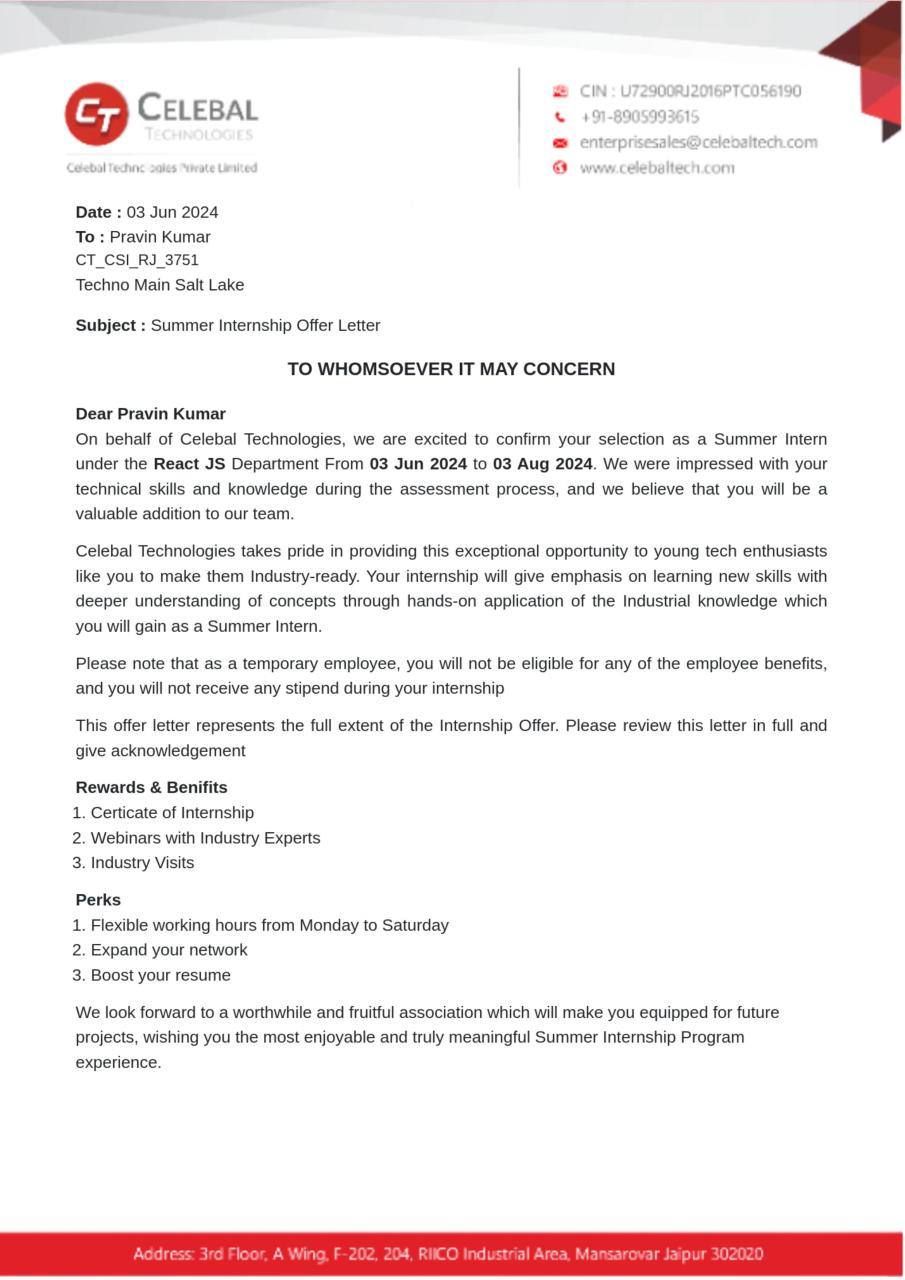 CT CELEBAL
TECHNOLOGIES
Celebal Technologies Private Limited
CIN : U72900RJ2016PTC056190
+91-8905993615
enterprisesales@celebaltech.com
www.celebaltech.com
Date : 03 Jun 2024
To : Pravin Kumar
CT_CSI_RJ_3751
Techno Main Salt Lake
Subject : Summer Internship Offer Letter
TO WHOMSOEVER IT MAY CONCERN
Dear Pravin Kumar
On behalf of Celebal Technologies, we are excited to confirm your selection as a Summer Intern
under the React JS Department From 03 Jun 2024 to 03 Aug 2024. We were impressed with your
technical skills and knowledge during the assessment process, and we believe that you will be a
valuable addition to our team.
Celebal Technologies takes pride in providing this exceptional opportunity to young tech enthusiasts
like you to make them Industry-ready. Your internship will give emphasis on learning new skills with
deeper understanding of concepts through hands-on application of the Industrial knowledge which
you will gain as a Summer Intern.
Please note that as a temporary employee, you will not be eligible for any of the employee benefits,
and you will not receive any stipend during your internship
This offer letter represents the full extent of the Internship Offer. Please review this letter in full and
give acknowledgement
Rewards & Benifits
1. Certicate of Internship
2. Webinars with Industry Experts
3. Industry Visits
Perks
1. Flexible working hours from Monday to Saturday
2. Expand your network
3. Boost your resume
We look forward to a worthwhile and fruitful association which will make you equipped for future
projects, wishing you the most enjoyable and truly meaningful Summer Internship Program
experience.
Address: 3rd Floor, A Wing, F-202, 204, RIICO Industrial Area, Mansarovar Jaipur 302020